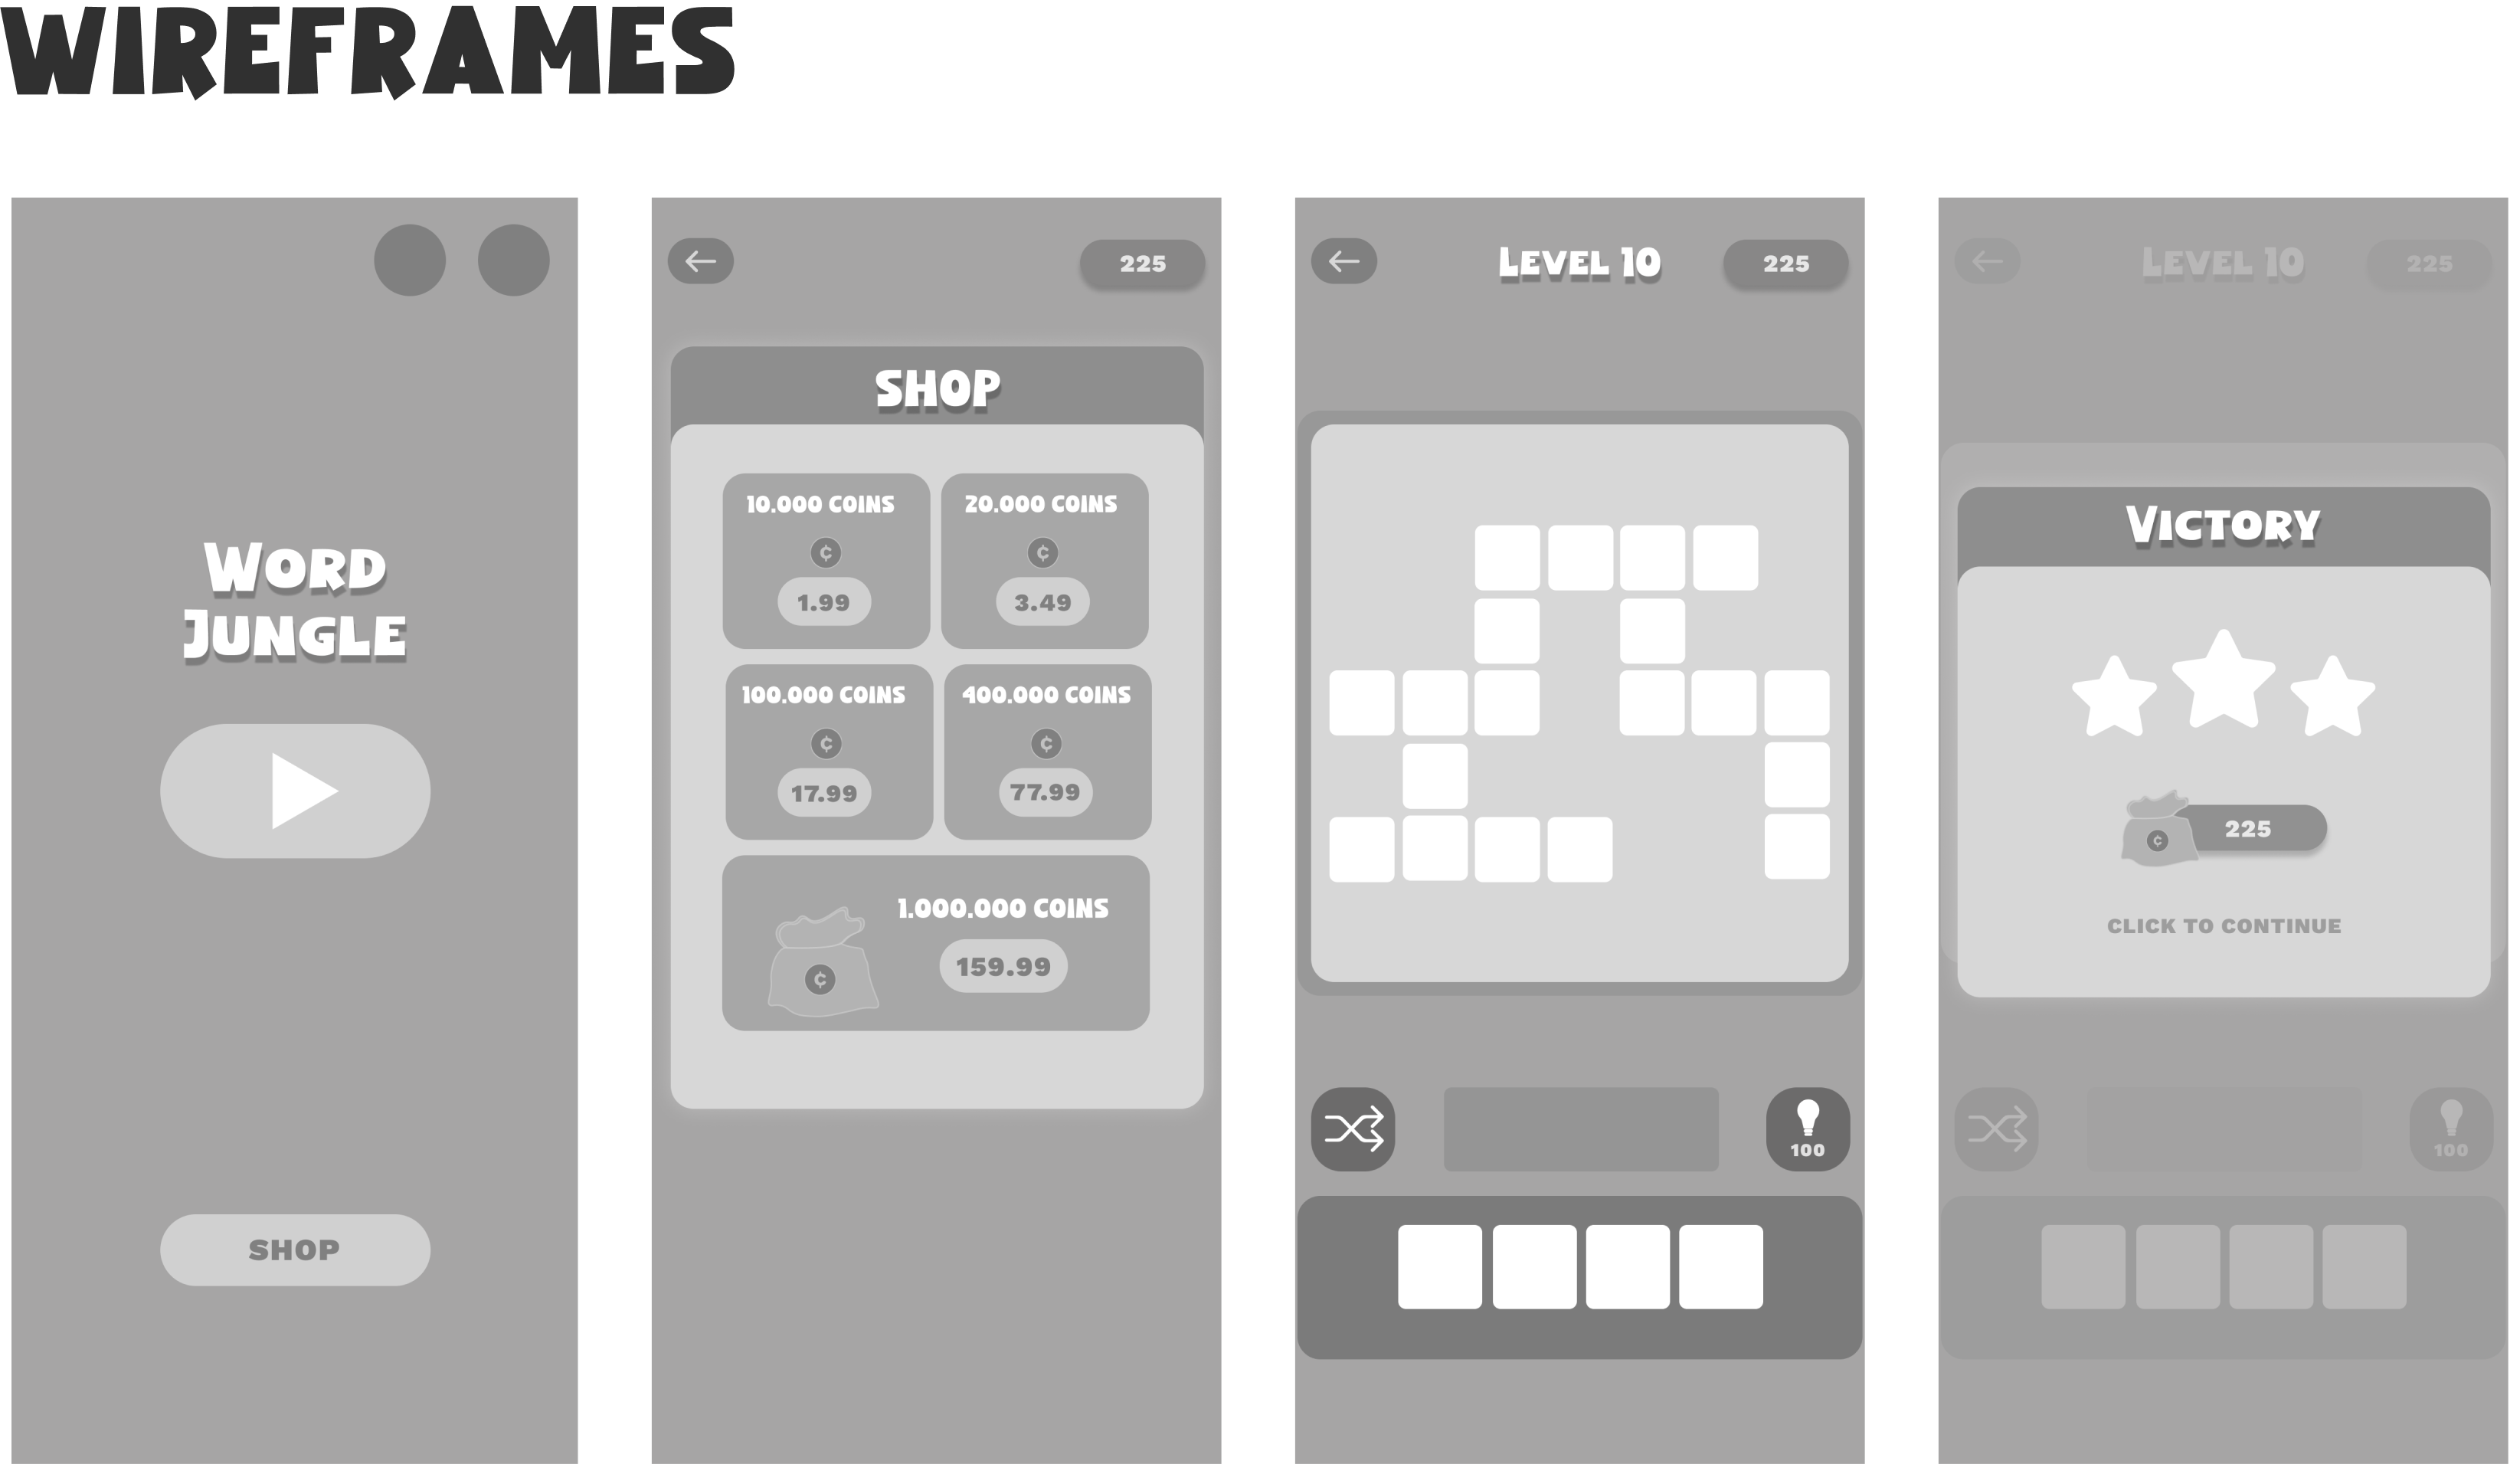 WIREFRAMES
WORD
JUNGLE
SHOP
225
SHOP
10.000 COINS
¢
1.99
20.000 COINS
¢
3.49
100.000 COINS
¢
17.99
400.000 COINS
¢
77.99
1.000.000 COINS
¢
159.99
LEVEL 10
225
100
LEVEL 10
225
VICTORY
¢
225
CLICK TO CONTINUE
100